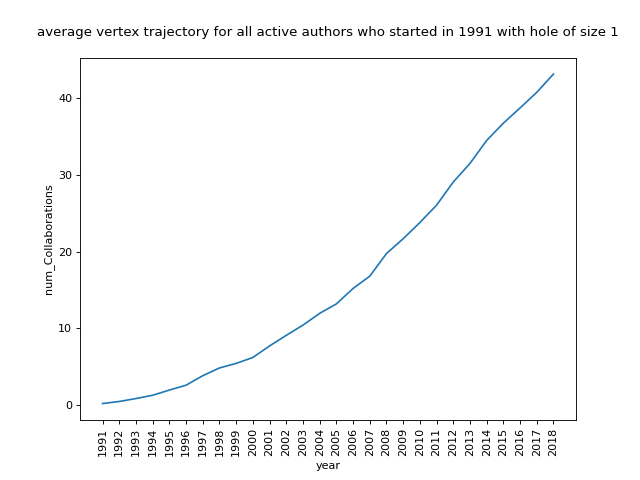 average vertex trajectory for all active authors who started in 1991 with hole of size 1
40
30
20
10
0
num_Collaborations
1991 1992 1993 1994 1995 1996 1997 1998 1999 2000 2001 2002 2003 2004 2005 2006 2007 2008 2009 2010 2011 2012 2013 2014 2015 2016 2017 2018
year